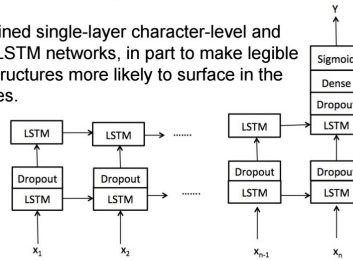 Y
ined single-layer character-level and
LSTM networks, in part to make legible
ructures more likely to surface in the
es.
Sigmoid
Dense
Dropout
LSTM
LSTM
LSTM
.......
LSTM
Dropout
LSTM
Dropout
LSTM
.......
Dropout
LSTM
Dropout
LSTM
x1
x2
xn-1
xn